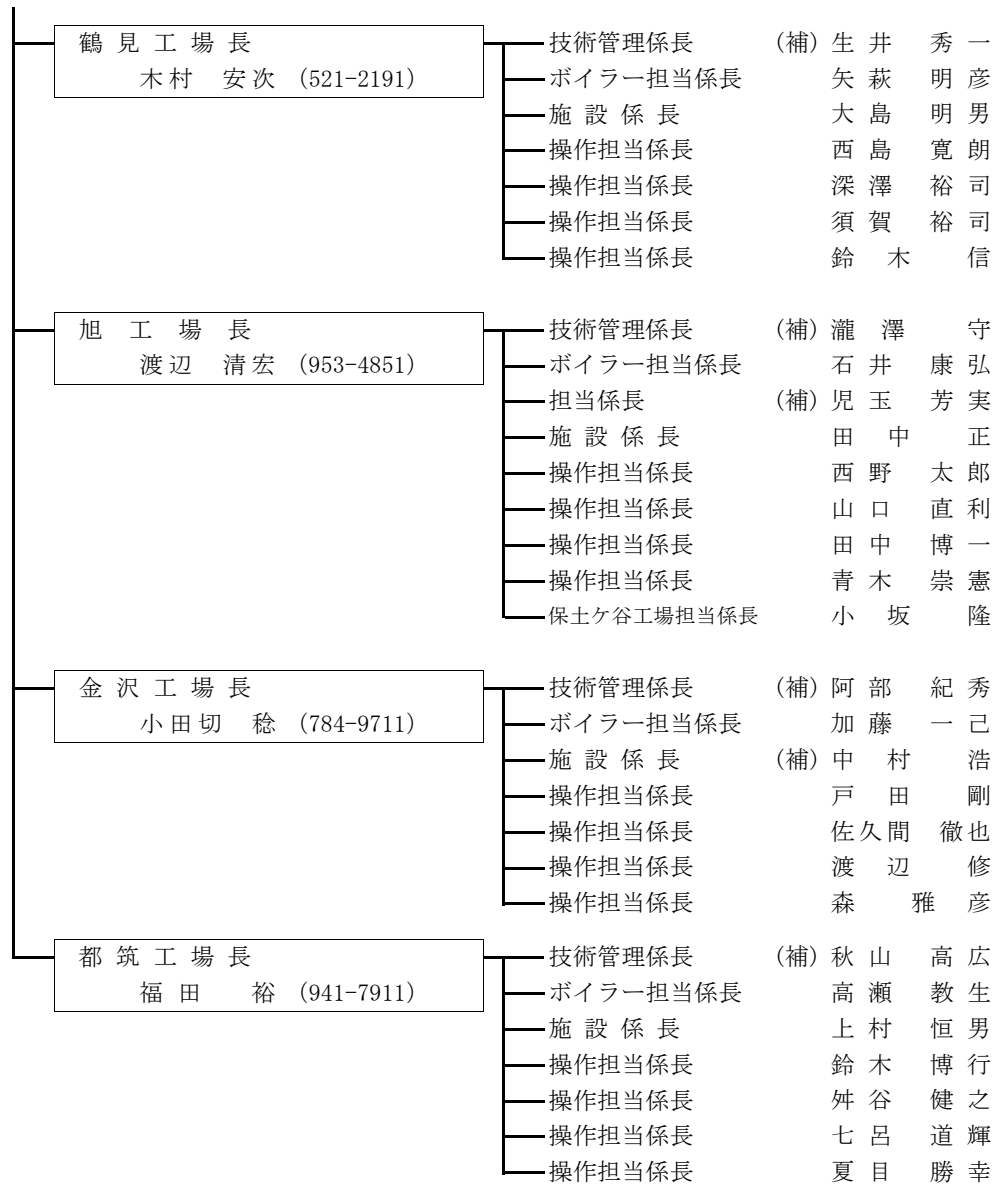 鶴見工場長 技術管理係長 (補) 生井 秀一
木村 安次 (521-2191) ボイラー担当係長 矢萩 明彦
施設係長 大島 明男
操作担当係長 西島 寛朗
操作担当係長 深澤 裕司
操作担当係長 須賀 裕司
操作担当係長 鈴木 信
旭工場長 技術管理係長 (補) 瀧澤 守
渡辺 清宏 (953-4851) ボイラー担当係長 石井 康弘
担当係長 (補) 児玉 芳実
施設係長 田中 正
操作担当係長 西野 太郎
操作担当係長 山口 直利
操作担当係長 田中 博一
操作担当係長 青木 崇憲
保土ケ谷工場担当係長 小坂 隆
金沢工場長 技術管理係長 (補) 阿部 紀秀
小田切 稔 (784-9711) ボイラー担当係長 加藤 一己
施設係長 (補) 中村 浩
操作担当係長 戸田 剛
操作担当係長 佐久間 徹也
操作担当係長 渡辺 修
操作担当係長 森 雅彦
都筑工場長 技術管理係長 (補) 秋山 高広
福田 裕 (941-7911) ボイラー担当係長 高瀬 教生
施設係長 上村 恒男
操作担当係長 鈴木 博行
操作担当係長 舛谷 健之
操作担当係長 七呂 道輝
操作担当係長 夏目 勝幸